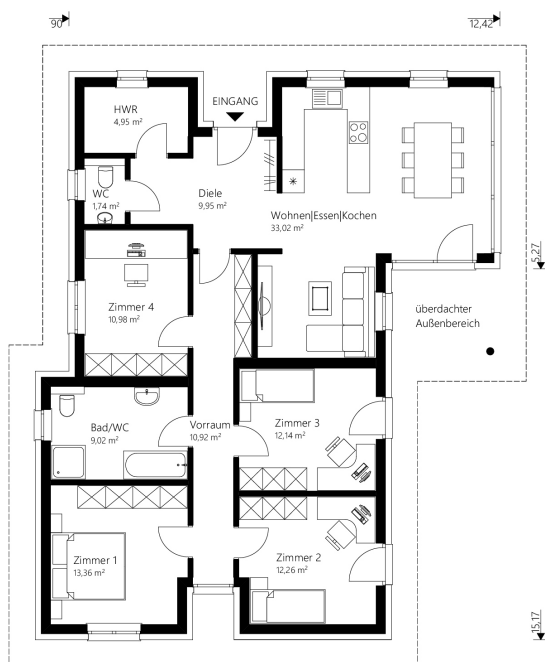 90
12,42
HWR
4,95 m²
EINGANG
WC
1,74 m²
Diele
9,95 m²
Wohnen|Essen|Kochen
33,02 m²
5,27
Zimmer 4
10,98 m²
überdachter
Außenbereich
Bad/WC
9,02 m²
Vorraum
10,92 m²
Zimmer 3
12,14 m²
Zimmer 1
13,36 m²
Zimmer 2
12,26 m²
15,17